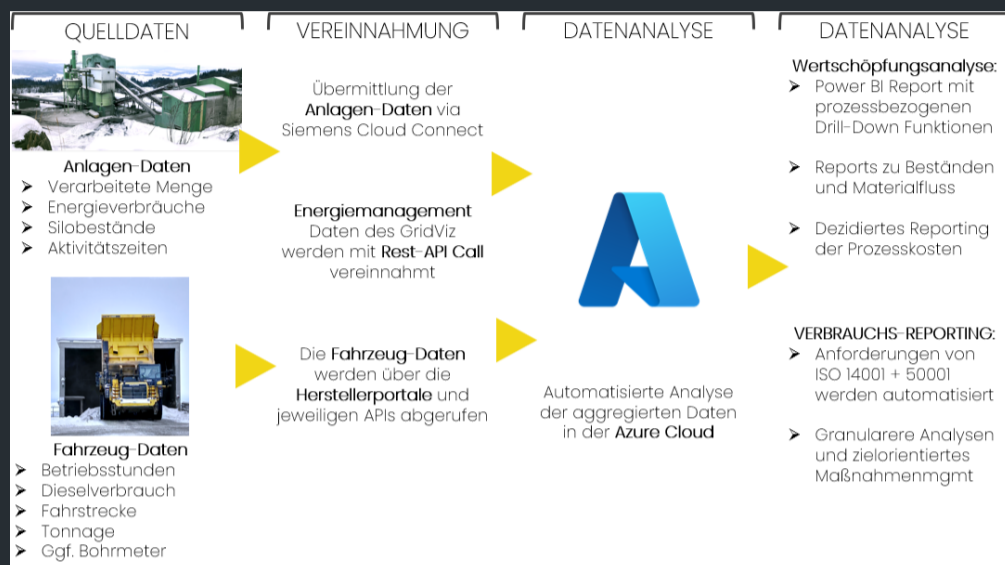 QUELLDATEN
Anlagen-Daten
Verarbeitete Menge
Energieverbräuche
Silobestände
Aktivitätszeiten
Fahrzeug-Daten
Betriebsstunden
Dieselverbrauch
Fahrstrecke
Tonnage
Ggf. Bohrmeter
VEREINNAHMUNG
Übermittlung der
Anlagen-Daten via
Siemens Cloud Connect
Energiemanagement
Daten des GridViz
werden mit Rest-API Call
vereinnahmt
Die Fahrzeug-Daten
werden über die
Herstellerportale und
jeweiligen APIs abgerufen
DATENANALYSE
Automatisierte Analyse
der aggregierten Daten
in der Azure Cloud
DATENANALYSE
Wertschöpfungsanalyse:
Power BI Report mit
prozessbezogenen
Drill-Down Funktionen
Reports zu Beständen
und Materialfluss
Dezidiertes Reporting
der Prozesskosten
VERBRAUCHS-REPORTING:
Anforderungen von
ISO 14001 + 50001
werden automatisiert
Granularere Analysen
und zielorientiertes
Maßnahmenmgmt